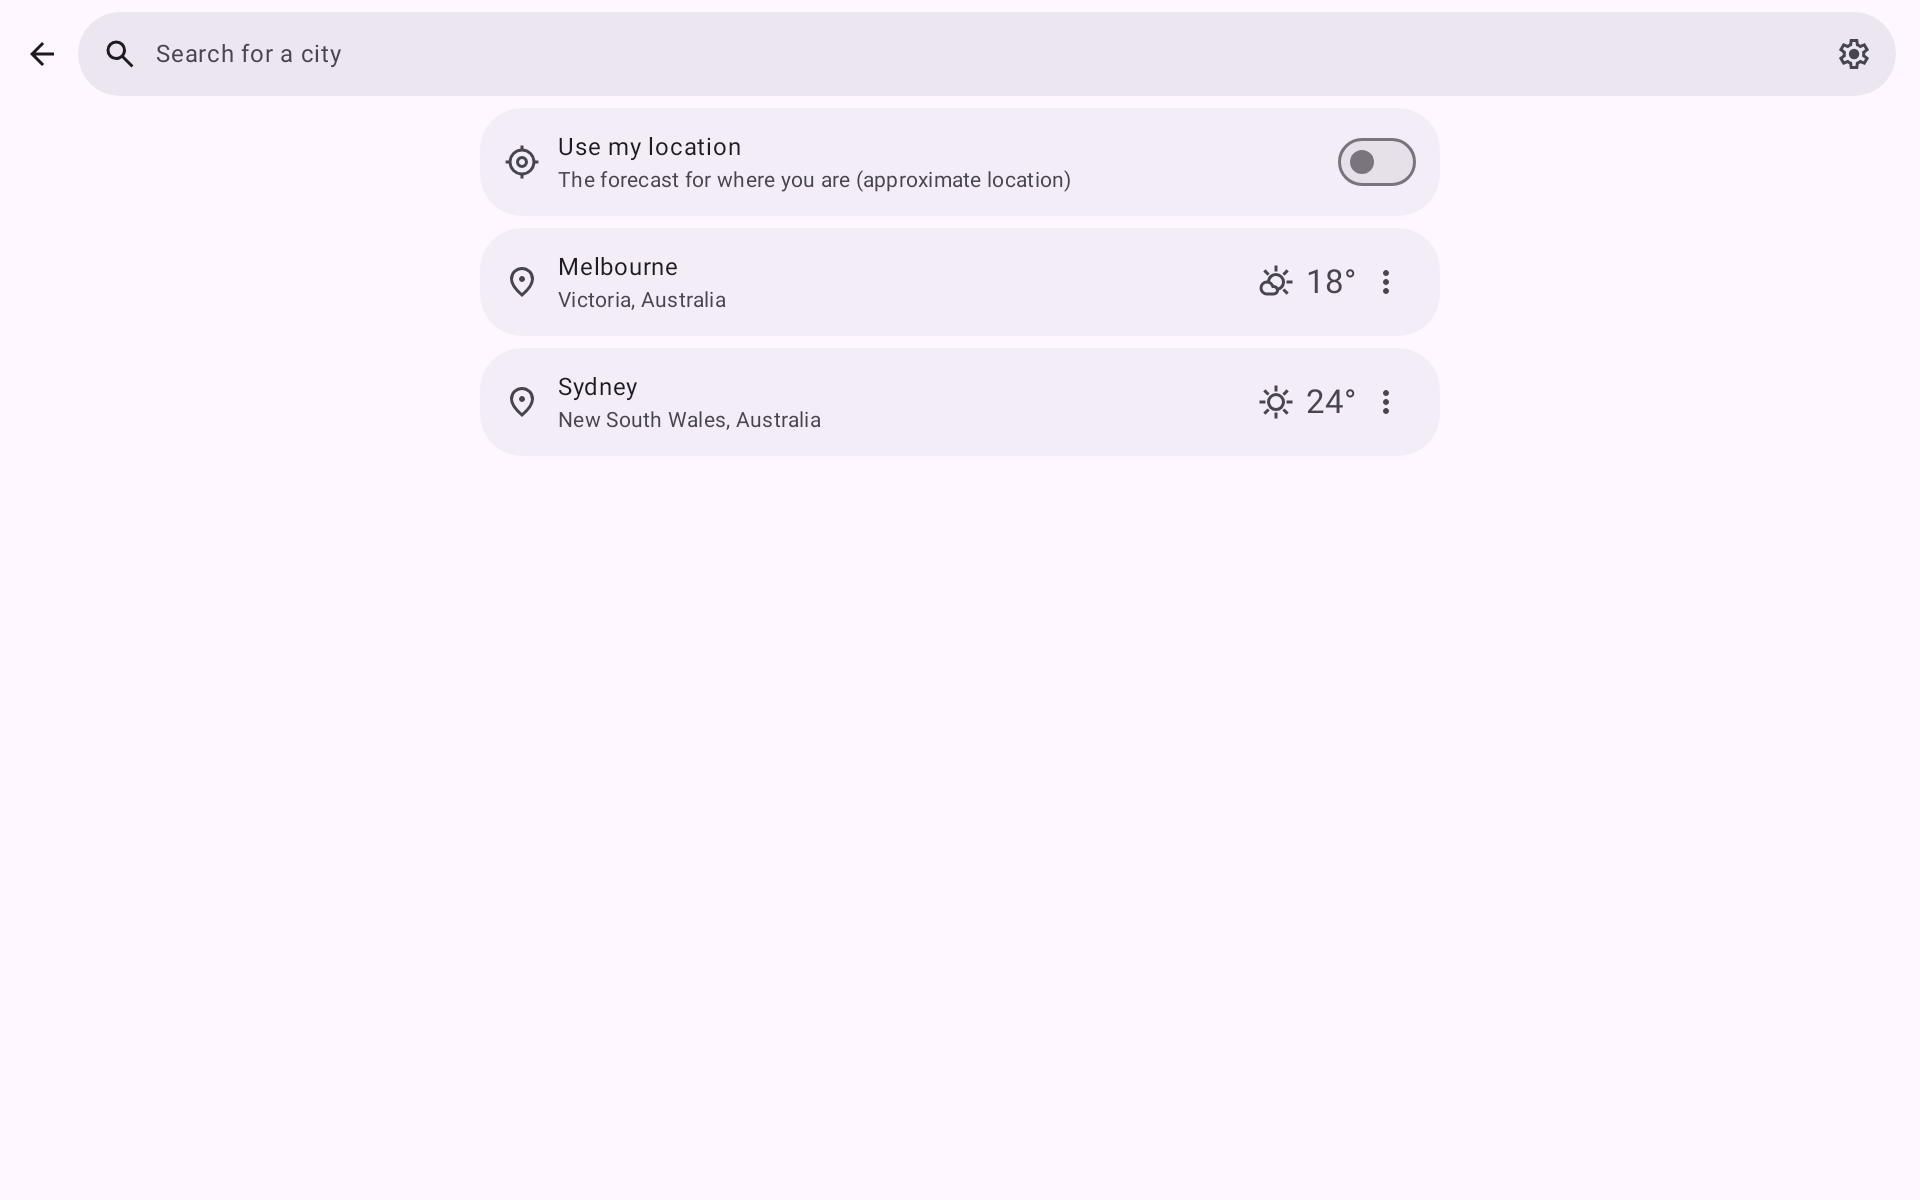 Search for a city
Use my location
The forecast for where you are (approximate location)
Melbourne
Victoria, Australia
18°
Sydney
New South Wales, Australia
24°